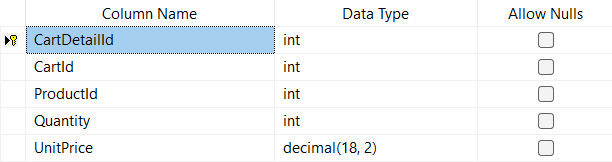 Column Name Data Type Allow Nulls
CartDetailId int
CartId int
ProductId int
Quantity int
UnitPrice decimal(18, 2)